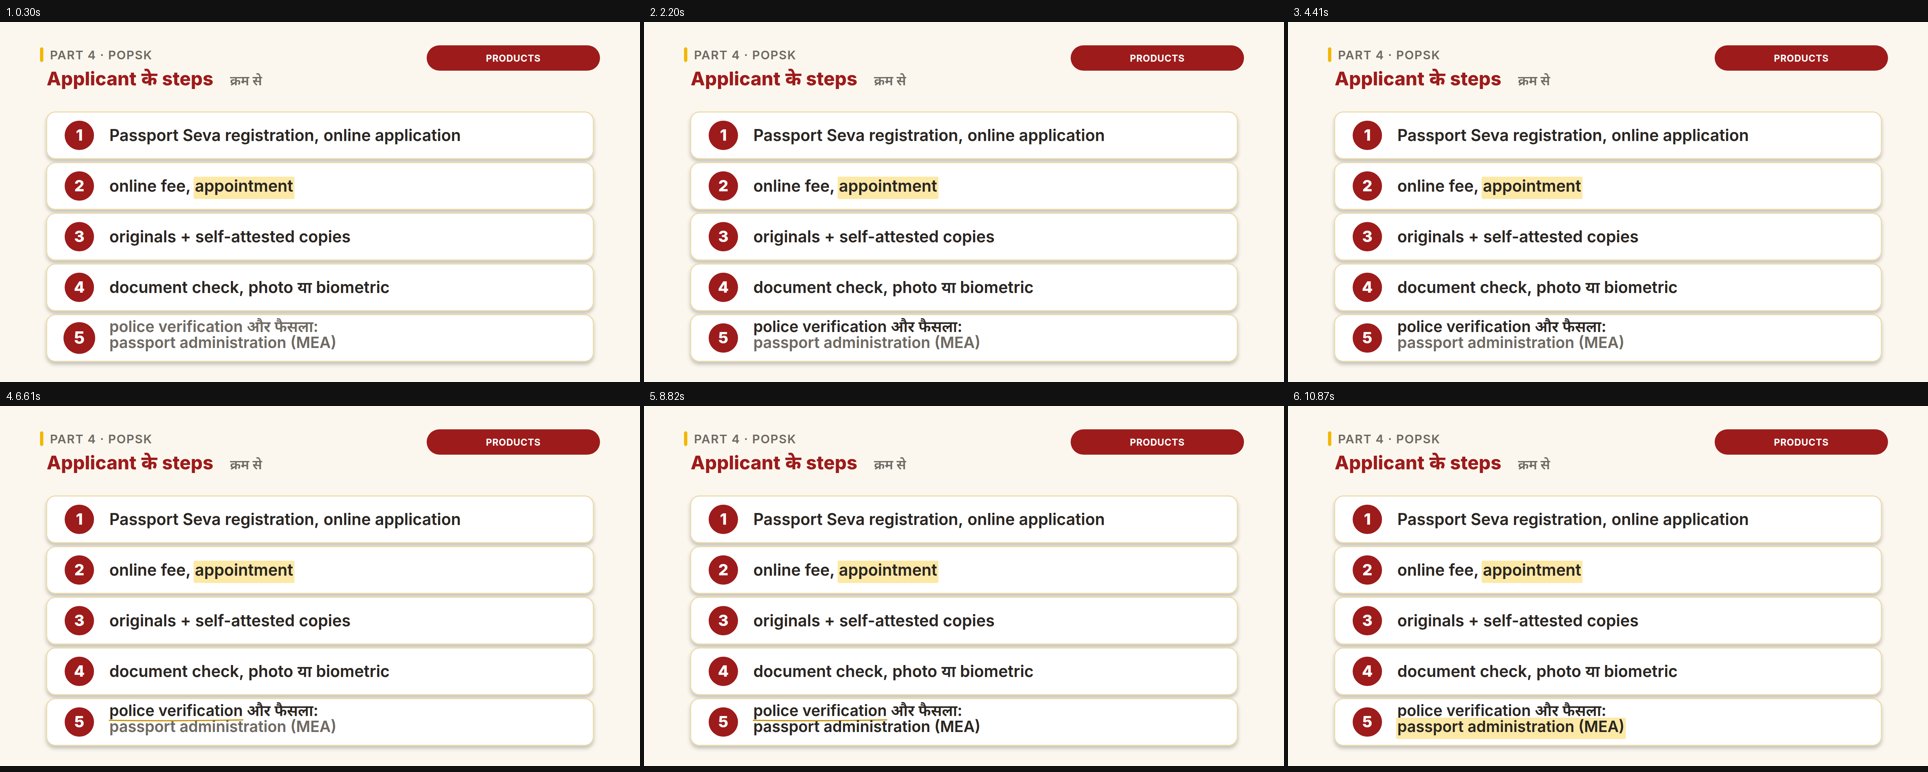 1. 0.30s
PART 4 · POPSK
PRODUCTS
Applicant के steps क्रम से
1 Passport Seva registration, online application
2 online fee, appointment
3 originals + self-attested copies
4 document check, photo या biometric
5 police verification और फैसला:
passport administration (MEA)
2. 2.20s
PART 4 · POPSK
PRODUCTS
Applicant के steps क्रम से
1 Passport Seva registration, online application
2 online fee, appointment
3 originals + self-attested copies
4 document check, photo या biometric
5 police verification और फैसला:
passport administration (MEA)
3. 4.41s
PART 4 · POPSK
PRODUCTS
Applicant के steps क्रम से
1 Passport Seva registration, online application
2 online fee, appointment
3 originals + self-attested copies
4 document check, photo या biometric
5 police verification और फैसला:
passport administration (MEA)
4. 6.61s
PART 4 · POPSK
PRODUCTS
Applicant के steps क्रम से
1 Passport Seva registration, online application
2 online fee, appointment
3 originals + self-attested copies
4 document check, photo या biometric
5 police verification और फैसला:
passport administration (MEA)
5. 8.82s
PART 4 · POPSK
PRODUCTS
Applicant के steps क्रम से
1 Passport Seva registration, online application
2 online fee, appointment
3 originals + self-attested copies
4 document check, photo या biometric
5 police verification और फैसला:
passport administration (MEA)
6. 10.87s
PART 4 · POPSK
PRODUCTS
Applicant के steps क्रम से
1 Passport Seva registration, online application
2 online fee, appointment
3 originals + self-attested copies
4 document check, photo या biometric
5 police verification और फैसला:
passport administration (MEA)